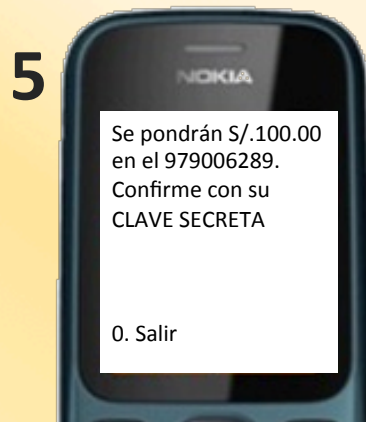 5
NOKIA
Se pondrán S/.100.00
en el 979006289.
Confirme con su
CLAVE SECRETA
0. Salir